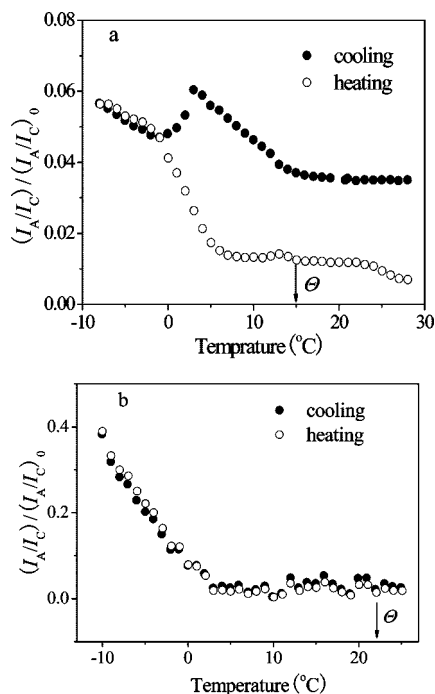 a
cooling
heating
(I_A/I_C) / (I_A/I_C)_0
0.08
0.06
0.04
0.02
0.00
Θ
-10 0 10 20 30
Temprature (°C)
b
cooling
heating
(I_A/I_C) / (I_A/I_C)_0
0.4
0.2
0.0
Θ
-10 0 10 20
Temperature (°C)